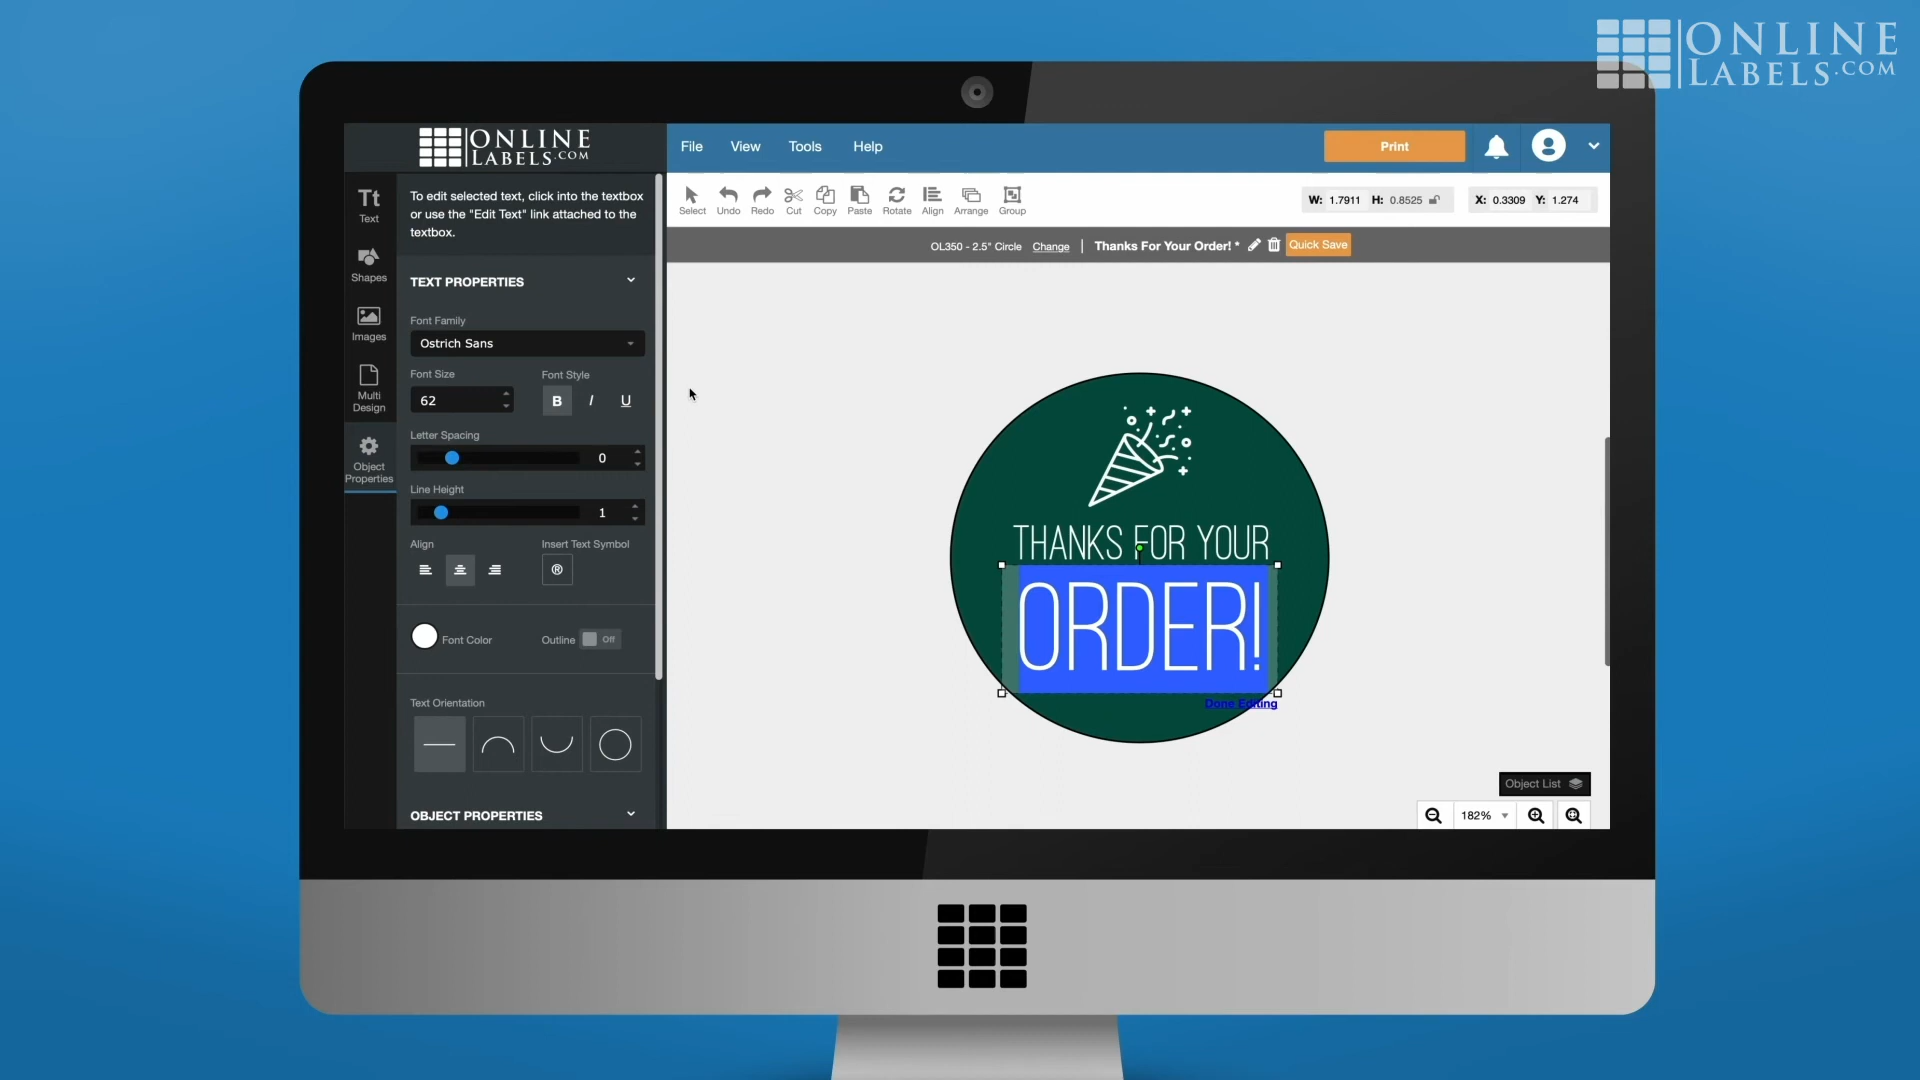 ONLINE
LABELS.COM
ONLINE
LABELS.COM
File View Tools Help
Print
Select Undo Redo Cut Copy Paste Rotate Align Arrange Group
W: 1.7911 H: 0.8525 X: 0.3309 Y: 1.274
OL350 - 2.5" Circle Change | Thanks For Your Order! * Quick Save
Tt
Text
Shapes
Images
Multi
Design
Object
Properties
To edit selected text, click into the textbox
or use the "Edit Text" link attached to the
textbox.
TEXT PROPERTIES
Font Family
Ostrich Sans
Font Size Font Style
62 B I U
Letter Spacing
0
Line Height
1
Align Insert Text Symbol
®
Font Color Outline Off
Text Orientation
OBJECT PROPERTIES
THANKS FOR YOUR
ORDER!
Done Editing
Object List
182%